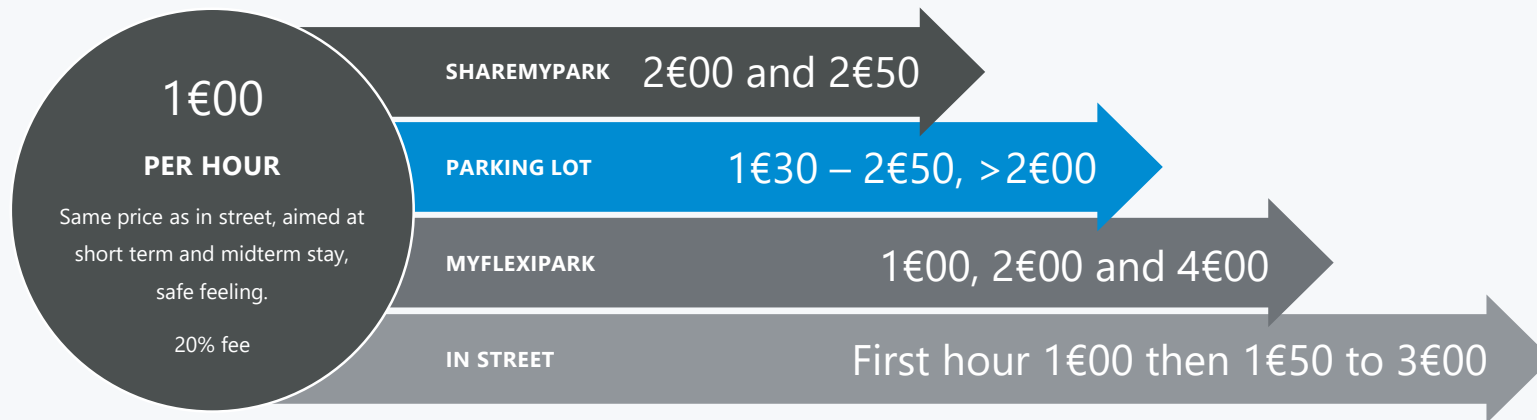 1€00
PER HOUR
Same price as in street, aimed at
short term and midterm stay,
safe feeling.
20% fee
SHAREMYPARK 2€00 and 2€50
PARKING LOT 1€30 – 2€50, >2€00
MYFLEXIPARK 1€00, 2€00 and 4€00
IN STREET First hour 1€00 then 1€50 to 3€00